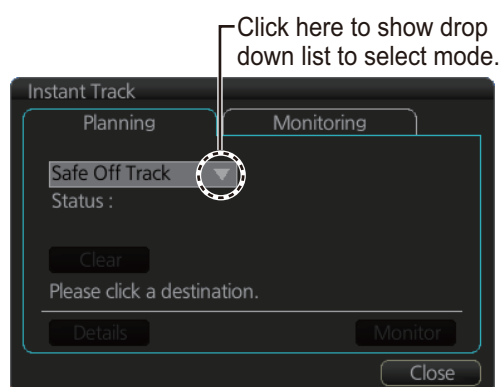 Click here to show drop
down list to select mode.
Instant Track
Planning
Monitoring
Safe Off Track
Status :
Clear
Please click a destination.
Details
Monitor
Close